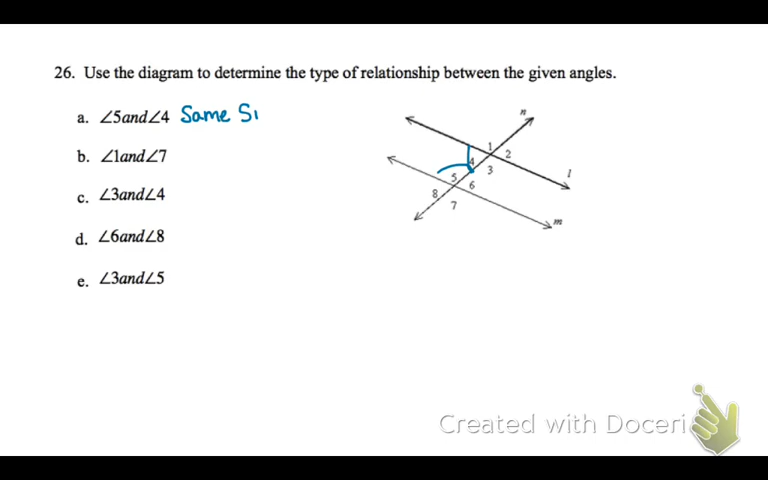 26. Use the diagram to determine the type of relationship between the given angles.
a. ∠5and∠4 Same Si
b. ∠1and∠7
c. ∠3and∠4
d. ∠6and∠8
e. ∠3and∠5
n
1
2
4
3
l
5
6
8
7
m
Created with Doceri